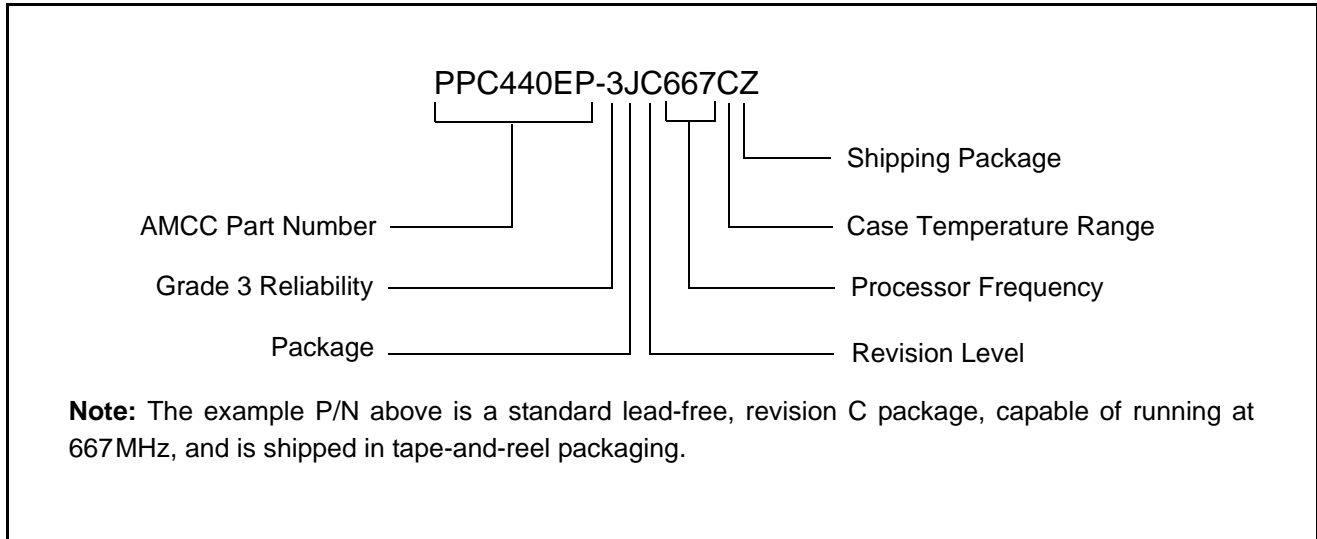 PPC440EP-3JC667CZ
Shipping Package
AMCC Part Number
Case Temperature Range
Grade 3 Reliability
Processor Frequency
Package
Revision Level
Note: The example P/N above is a standard lead-free, revision C package, capable of running at
667MHz, and is shipped in tape-and-reel packaging.